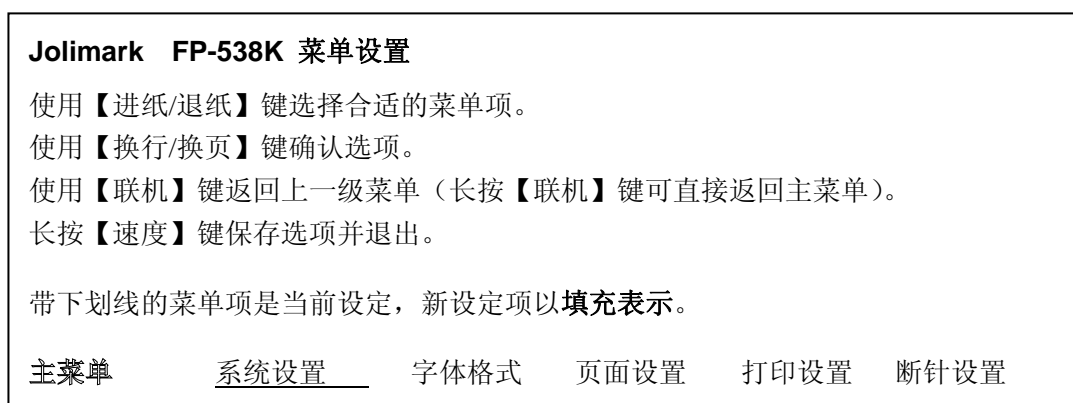 Jolimark FP-538K 菜单设置
使用【进纸/退纸】键选择合适的菜单项。
使用【换行/换页】键确认选项。
使用【联机】键返回上一级菜单（长按【联机】键可直接返回主菜单）。
长按【速度】键保存选项并退出。
带下划线的菜单项是当前设定，新设定项以填充表示。
主菜单 系统设置 字体格式 页面设置 打印设置 断针设置